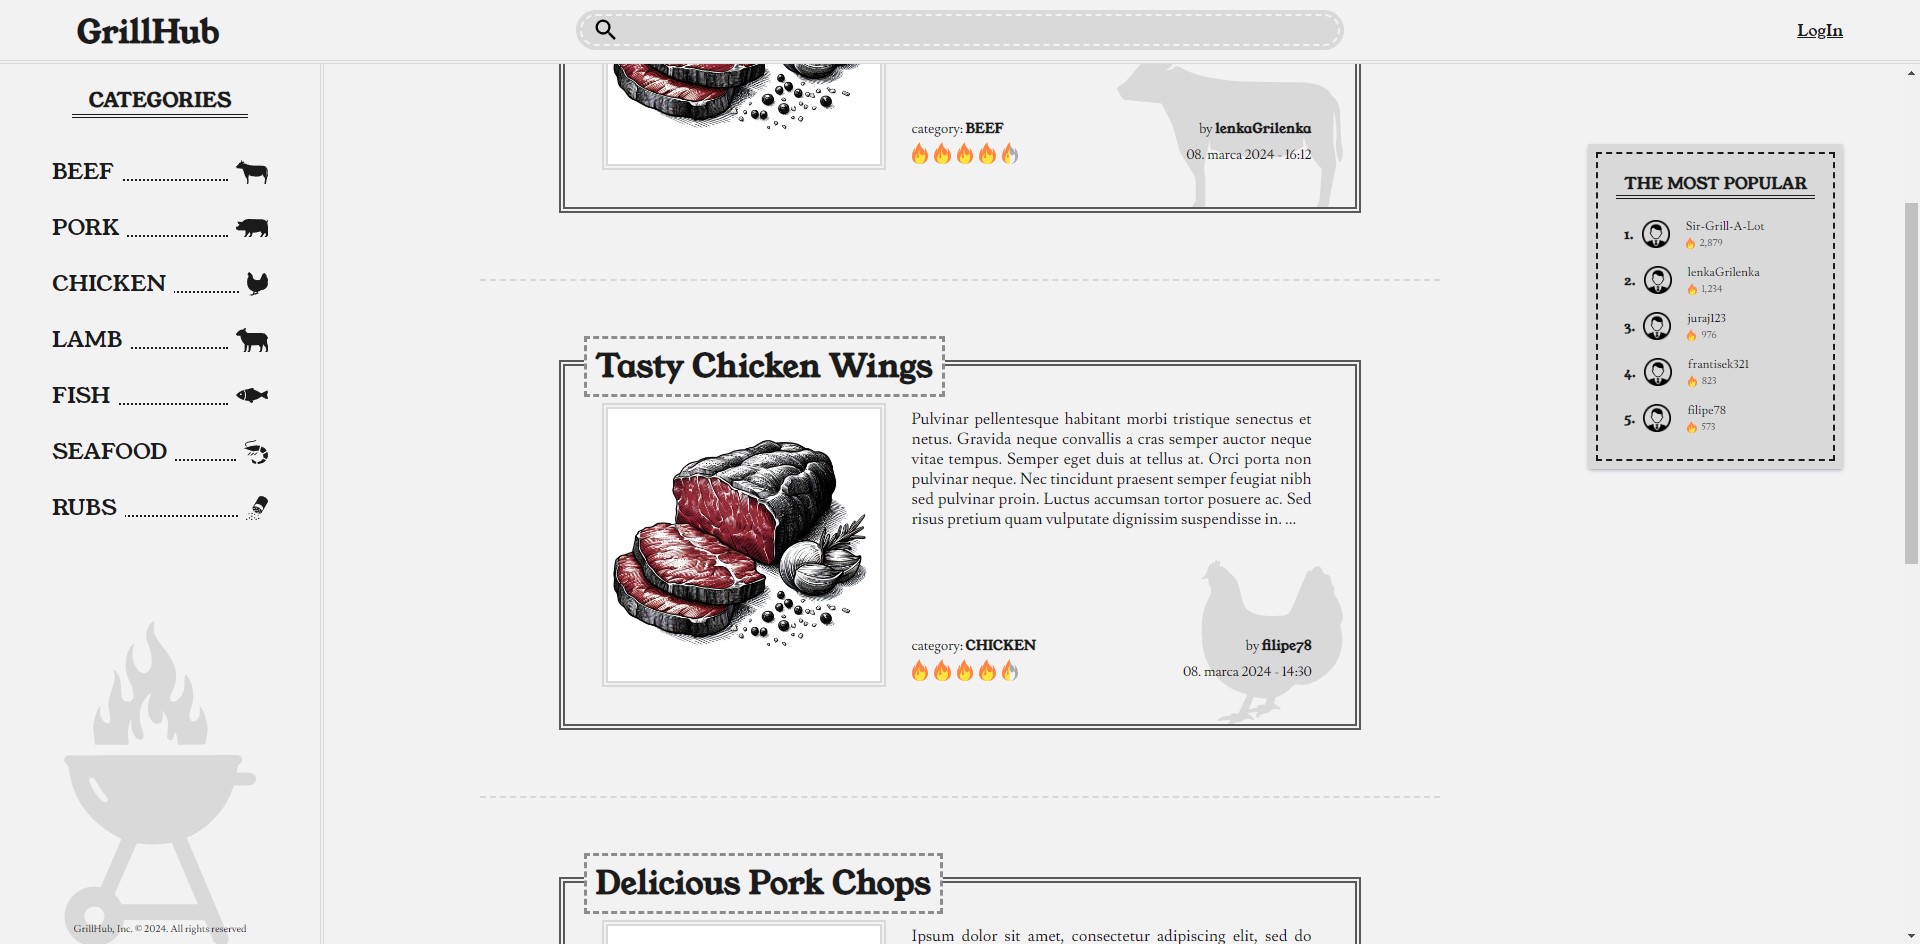 GrillHub
LogIn
CATEGORIES
BEEF
PORK
CHICKEN
LAMB
FISH
SEAFOOD
RUBS
GrillHub, Inc. © 2024. All rights reserved
category: BEEF
by lenkaGrilenka
08. marca 2024 - 16:12
Tasty Chicken Wings
Pulvinar pellentesque habitant morbi tristique senectus et
netus. Gravida neque convallis a cras semper auctor neque
vitae tempus. Semper eget duis at tellus at. Orci porta non
pulvinar neque. Nec tincidunt praesent semper feugiat nibh
sed pulvinar proin. Luctus accumsan tortor posuere ac. Sed
risus pretium quam vulputate dignissim suspendisse in. ...
category: CHICKEN
by filipe78
08. marca 2024 - 14:30
Delicious Pork Chops
Ipsum dolor sit amet, consectetur adipiscing elit, sed do
THE MOST POPULAR
1. Sir-Grill-A-Lot
2,879
2. lenkaGrilenka
1,234
3. juraj123
976
4. frantisek321
823
5. filipe78
573